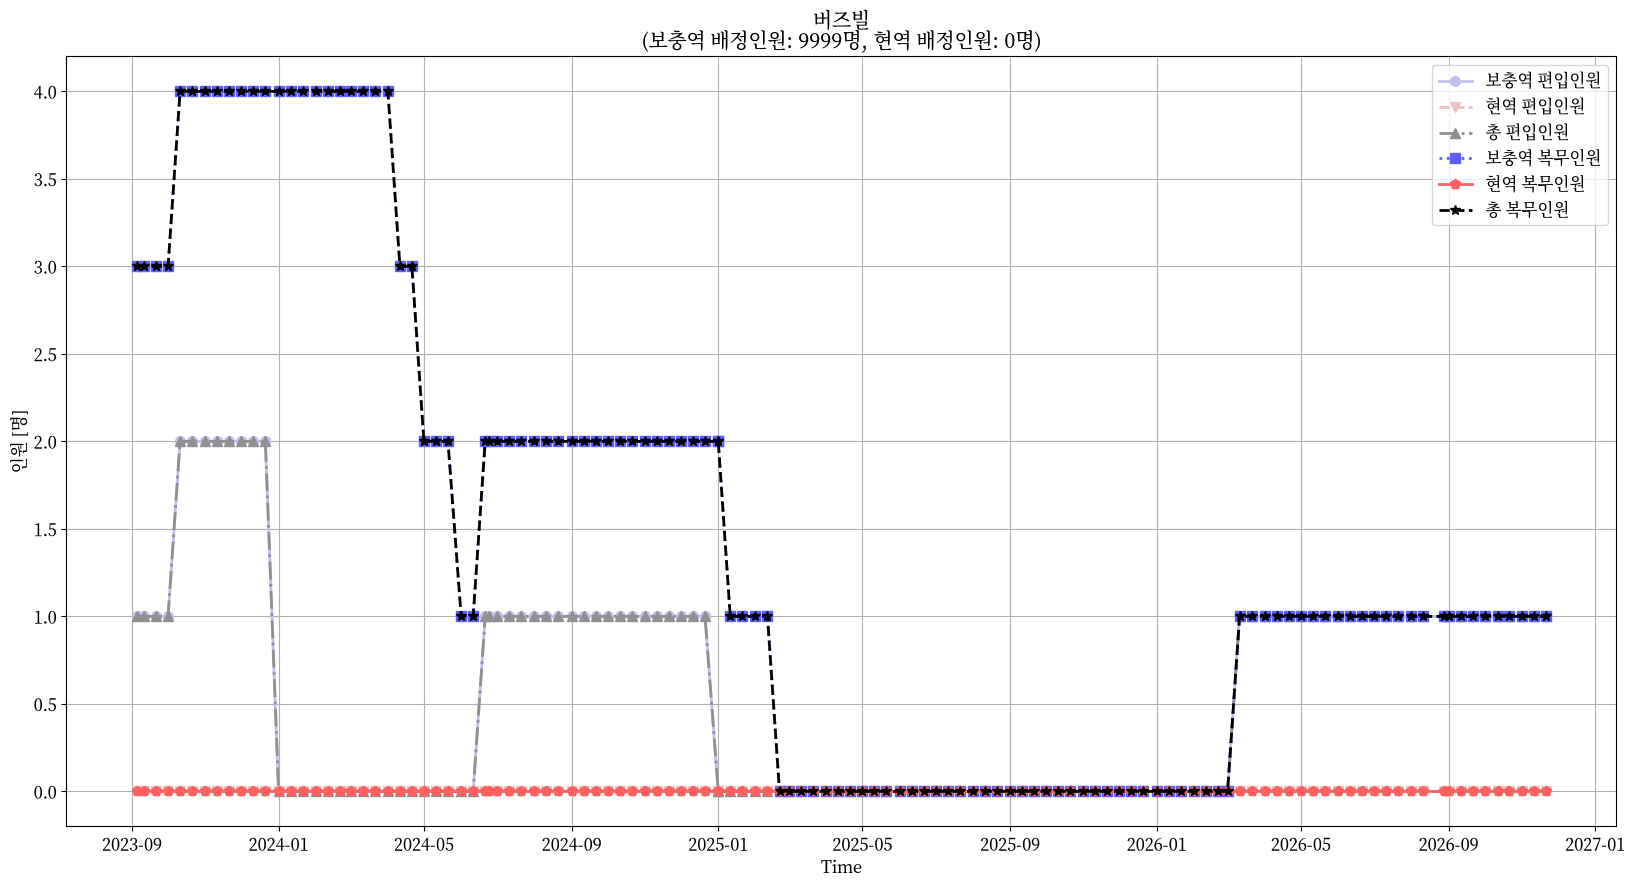 버즈빌
(보충역 배정인원: 9999명, 현역 배정인원: 0명)
보충역 편입인원
현역 편입인원
총 편입인원
보충역 복무인원
현역 복무인원
총 복무인원
인원 [명]
4.0
3.5
3.0
2.5
2.0
1.5
1.0
0.5
0.0
2023-09
2024-01
2024-05
2024-09
2025-01
2025-05
2025-09
2026-01
2026-05
2026-09
2027-01
Time